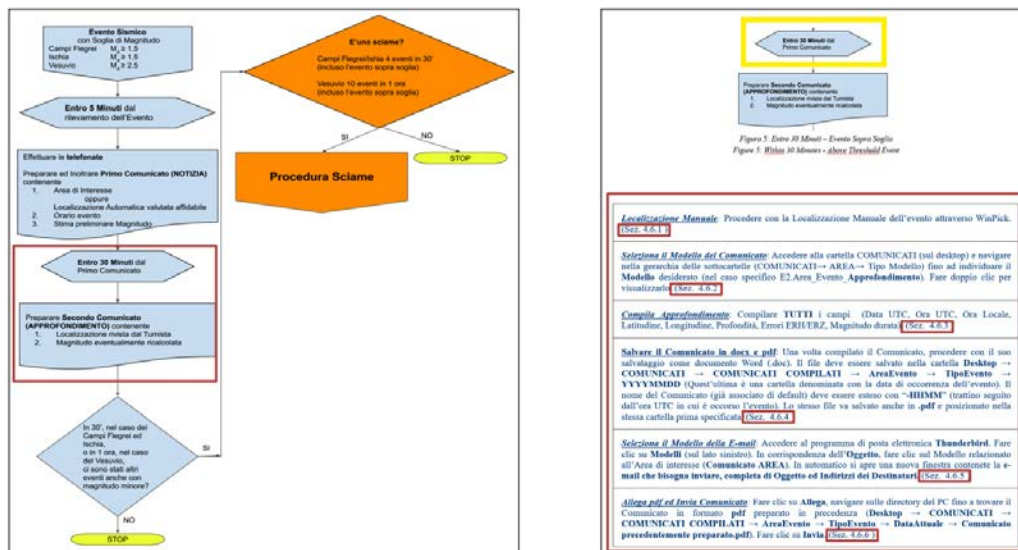 Evento Sismico
con Soglia di Magnitudo
Campi Flegrei Md ≥ 1.5
Ischia Md ≥ 1.5
Vesuvio Md ≥ 2.5
Entro 5 Minuti dal
rilevamento dell'Evento
Effettuare le telefonate
Preparare ed inoltrare Primo Comunicato (NOTIZIA)
contenente
1. Area di Interesse
oppure
Localizzazione Automatica valutata affidabile
2. Orario evento
3. Stima preliminare Magnitudo
Entro 30 Minuti dal
Primo Comunicato
Preparare Secondo Comunicato
(APPROFONDIMENTO) contenente
1. Localizzazione rivista dal Turnista
2. Magnitudo eventualmente ricalcolata
In 30', nel caso dei
Campi Flegrei ed
Ischia,
o in 1 ora, nel caso
del Vesuvio,
ci sono stati altri
eventi anche con
magnitudo minore?
SI
NO
STOP
E'uno sciame?
Campi Flegrei/Ishia 4 eventi in 30'
(incluso l'evento sopra soglia)
Vesuvio 10 eventi in 1 ora
(incluso l'evento sopra soglia)
SI
NO
STOP
Procedura Sciame
Entro 30 Minuti dal
Primo Comunicato
Preparare Secondo Comunicato
(APPROFONDIMENTO) contenente
1. Localizzazione rivista dal Turnista
2. Magnitudo eventualmente ricalcolata
Figura 5: Entro 30 Minuti – Evento Sopra Soglia
Figure 5: Within 30 Minutes - Above Threshold Event
Localizzazione Manuale: Procedere con la Localizzazione Manuale dell'evento attraverso WinPick.
(Sez. 4.6.1 )
Seleziona il Modello del Comunicato: Accedere alla cartella COMUNICATI (sul desktop) e navigare
nella gerarchia delle sottocartelle (COMUNICATI→ AREA→ Tipo Modello) fino ad individuare il
Modello desiderato (nel caso specifico E2.Area_Evento_Approfondimento). Fare doppio clic per
visualizzarlo (Sez. 4.6.2
Compila Approfondimento: Compilare TUTTI i campi (Data UTC, Ora UTC, Ora Locale,
Latitudine, Longitudine, Profondità, Errori ERH/ERZ, Magnitudo durata) (Sez. 4.6.3
Salvare il Comunicato in docx e pdf: Una volta compilato il Comunicato, procedere con il suo
salvataggio come documento Word (.doc). Il file deve essere salvato nella cartella Desktop →
COMUNICATI → COMUNICATI COMPILATI → AreaEvento → TipoEvento →
YYYYMMDD (Quest'ultima è una cartella denominata con la data di occorrenza dell'evento). Il
nome del Comunicato (già associato di default) deve essere esteso con “-HHMM” (trattino seguito
dall'ora UTC in cui è occorso l'evento). Lo stesso file va salvato anche in .pdf e posizionato nella
stessa cartella prima specificata (Sez. 4.6.4
Seleziona il Modello della E-mail: Accedere al programma di posta elettronica Thunderbird. Fare
clic su Modelli (sul lato sinistro). In corrispondenza dell'Oggetto, fare clic sul Modello relazionato
all'Area di interesse (Comunicato AREA). In automatico si apre una nuova finestra contenete la e-
mail che bisogna inviare, completa di Oggetto ed Indirizzi dei Destinatari (Sez. 4.6.5
Allega pdf ed Invia Comunicato: Fare clic su Allega, navigare sulle directory del PC fino a trovare il
Comunicato in formato pdf preparato in precedenza (Desktop → COMUNICATI →
COMUNICATI COMPILATI → AreaEvento → TipoEvento → DataAttuale → Comunicato
precedentemente preparato.pdf). Fare clic su Invia. (Sez. 4.6.6 )